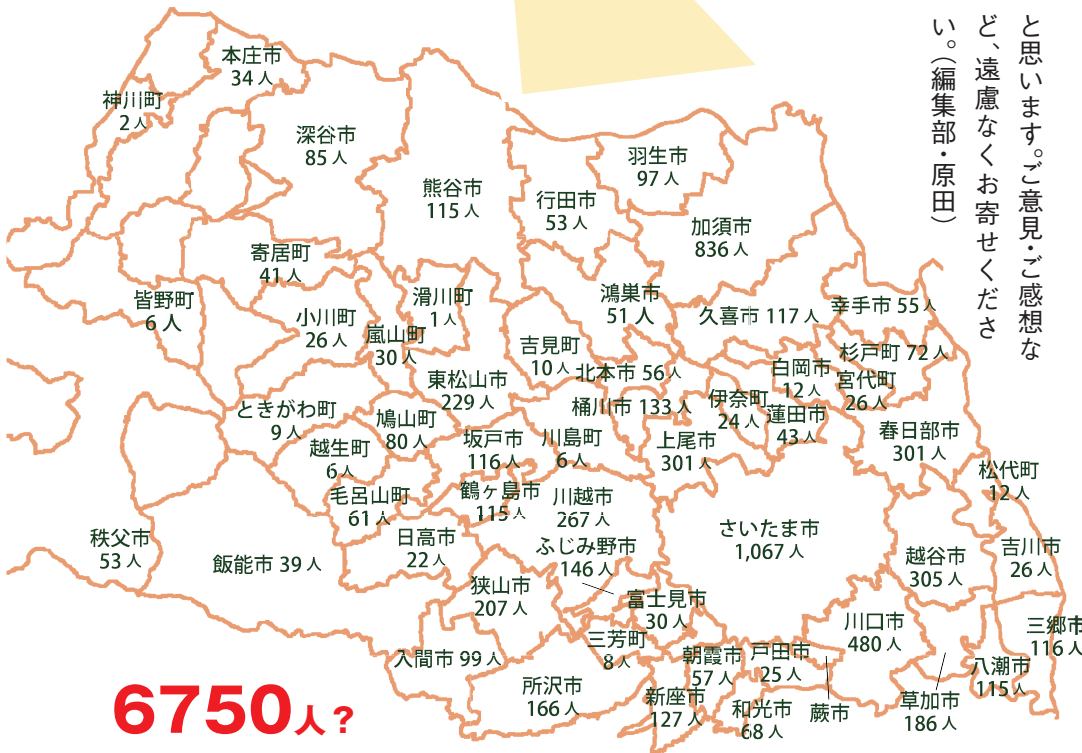 と思います。ご意見・ご感想な
ど、遠慮なくお寄せくださ
い。（編集部・原田）
本庄市
34人
神川町
2人
深谷市
85人
熊谷市
115人
行田市
53人
羽生市
97人
加須市
836人
寄居町
41人
皆野町
6人
小川町
26人
嵐山町
30人
滑川町
1人
鴻巣市
51人
久喜市 117人
幸手市 55人
吉見町
10人
北本市 56人
白岡市
12人
杉戸町 72人
宮代町
26人
東松山市
229人
桶川市 133人
伊奈町
24人
蓮田市
43人
ときがわ町
9人
鳩山町
80人
越生町
6人
坂戸市
116人
川島町
6人
上尾市
301人
春日部市
301人
松代町
12人
毛呂山町
61人
鶴ヶ島市
115人
川越市
267人
さいたま市
1,067人
秩父市
53人
飯能市 39人
日高市
22人
ふじみ野市
146人
越谷市
305人
吉川市
26人
狭山市
207人
富士見市
30人
三芳町
8人
川口市
480人
三郷市
116人
入間市 99人
朝霞市
57人
戸田市
25人
八潮市
115人
所沢市
166人
新座市
127人
和光市
68人
蕨市
草加市
186人
6750人？